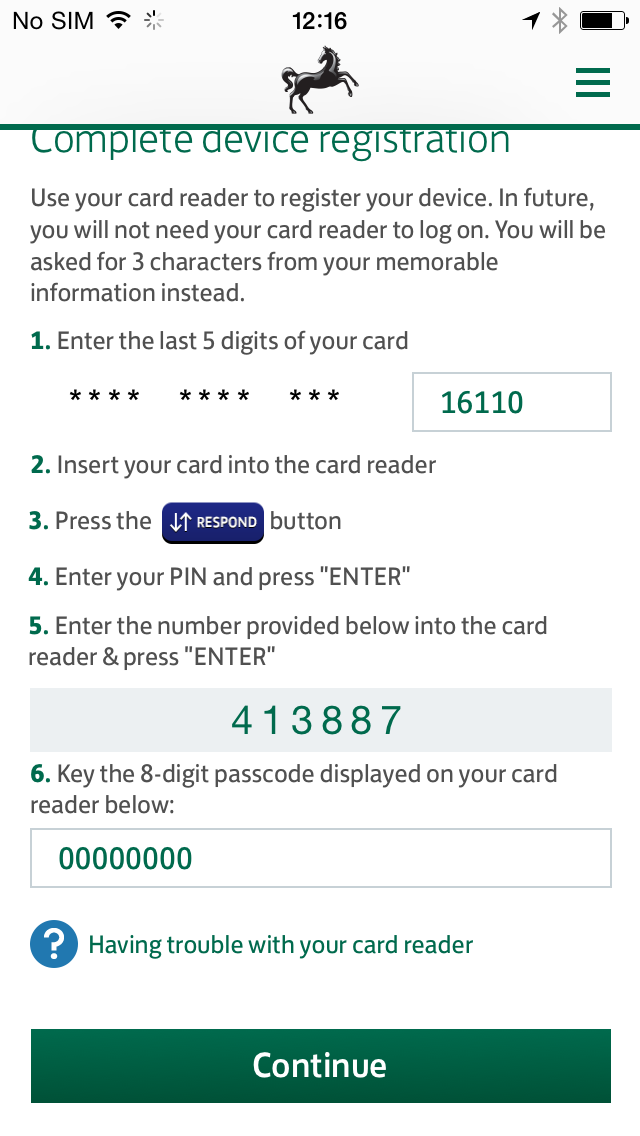 No SIM 12:16
Complete device registration
Use your card reader to register your device. In future,
you will not need your card reader to log on. You will be
asked for 3 characters from your memorable
information instead.
1. Enter the last 5 digits of your card
**** **** *** 16110
2. Insert your card into the card reader
3. Press the RESPOND button
4. Enter your PIN and press "ENTER"
5. Enter the number provided below into the card
reader & press "ENTER"
413887
6. Key the 8-digit passcode displayed on your card
reader below:
00000000
? Having trouble with your card reader
Continue